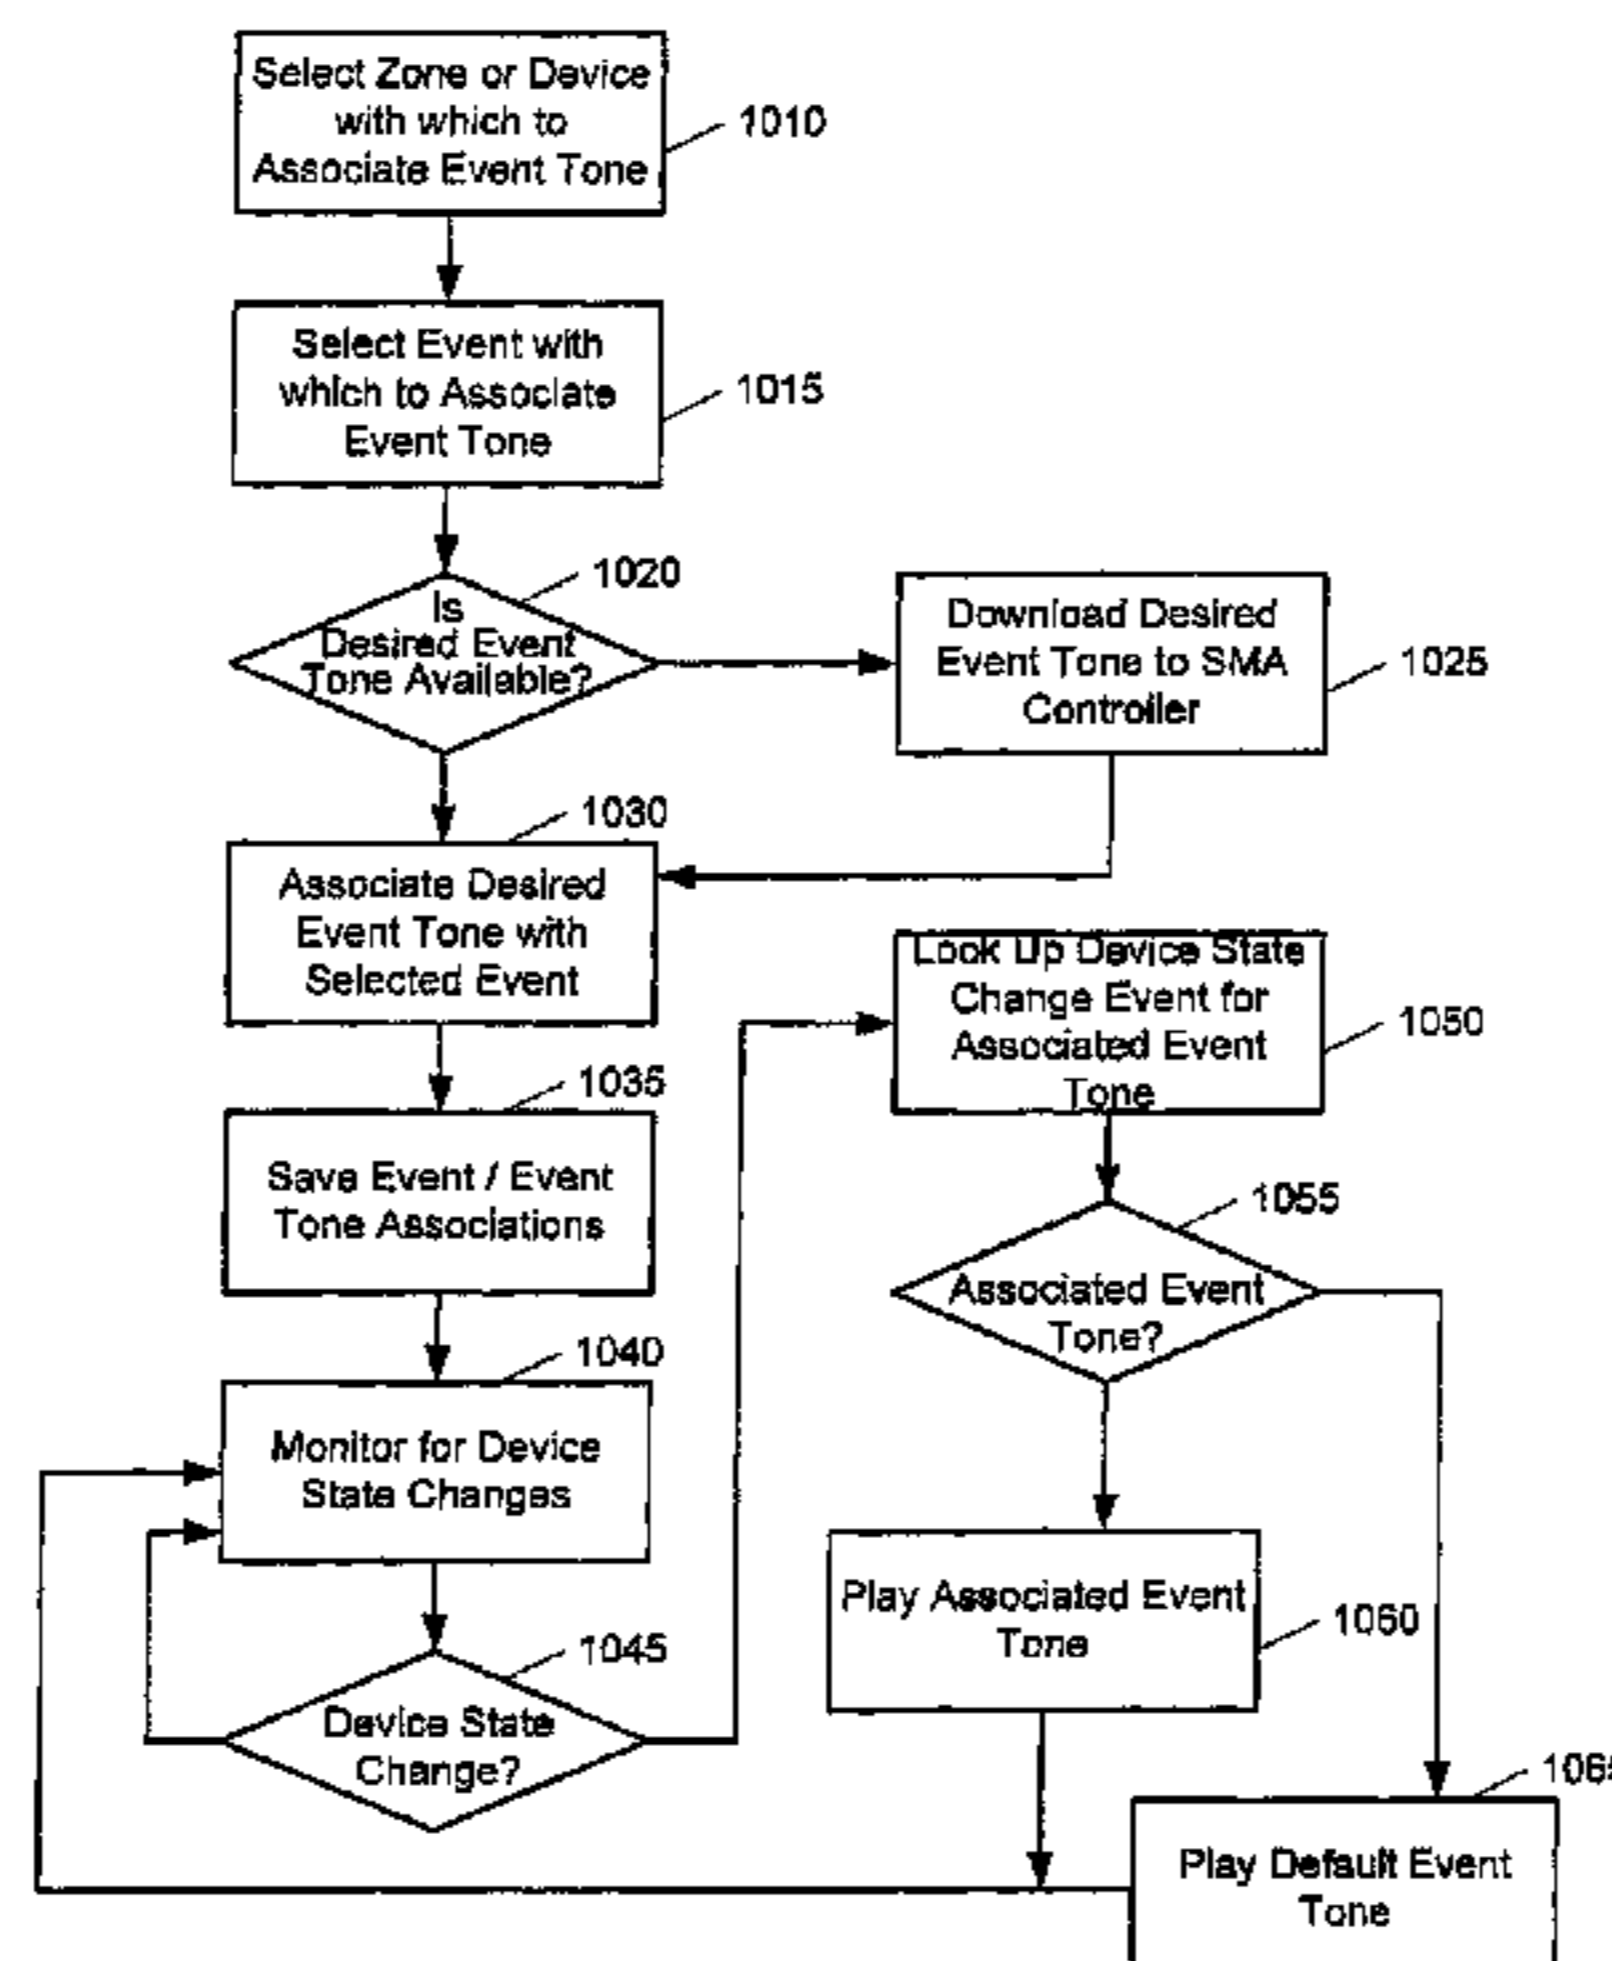 Select Zone or Device
with which to
Associate Event Tone
1010
Select Event with
which to Associate
Event Tone
1015
1020
Is
Desired Event
Tone Available?
Download Desired
Event Tone to SMA
Controller
1025
1030
Associate Desired
Event Tone with
Selected Event
Look Up Device State
Change Event for
Associated Event
Tone
1050
1035
Save Event / Event
Tone Associations
1055
Associated Event
Tone?
1040
Monitor for Device
State Changes
Play Associated Event
Tone
1060
1045
Device State
Change?
Play Default Event
Tone